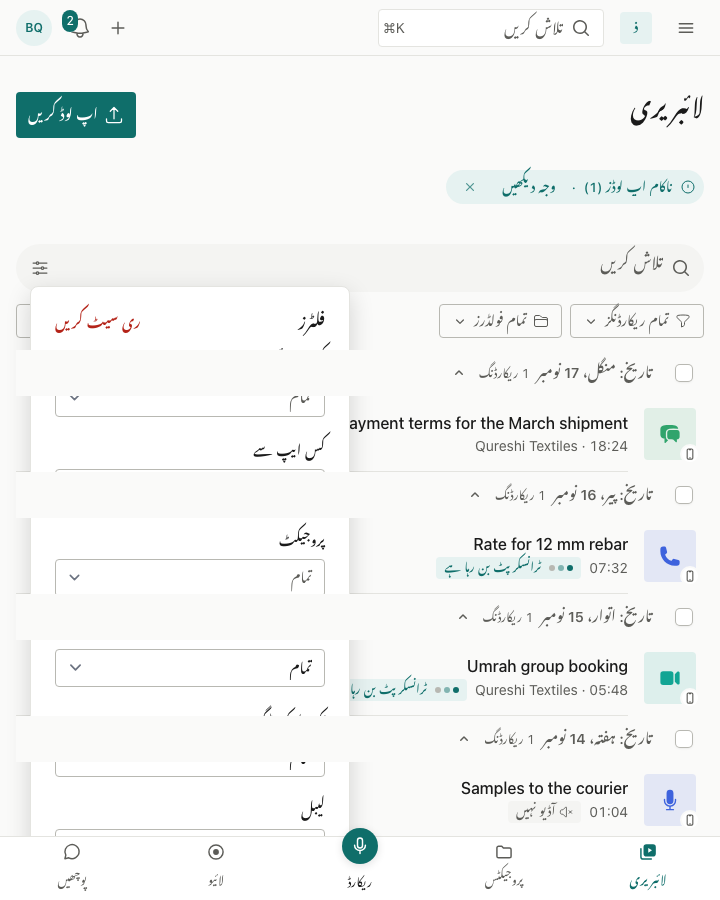 ذ
تلاش کریں
⌘K
2
BQ
لائبریری
اپ لوڈ کریں
ناکام اپ لوڈز (1) · وجہ دیکھیں
تلاش کریں
تمام ریکارڈنگز
تمام فولڈرز
فلٹرز
ری سیٹ کریں
تاریخ: منگل، 17 نومبر 1 ریکارڈنگ
تمام
ayment terms for the March shipment
Qureshi Textiles · 18:24
کس ایپ سے
تاریخ: پیر، 16 نومبر 1 ریکارڈنگ
پروجیکٹ
Rate for 12 mm rebar
07:32
ٹرانسکرپٹ بن رہا ہے
تمام
تاریخ: اتوار، 15 نومبر 1 ریکارڈنگ
Umrah group booking
Qureshi Textiles · 05:48
ٹرانسکرپٹ بن رہا
تمام
تاریخ: ہفتہ، 14 نومبر 1 ریکارڈنگ
Samples to the courier
01:04
آڈیو نہیں
لیبل
لائبریری
پروجیکٹس
ریکارڈ
لائیو
پوچھیں